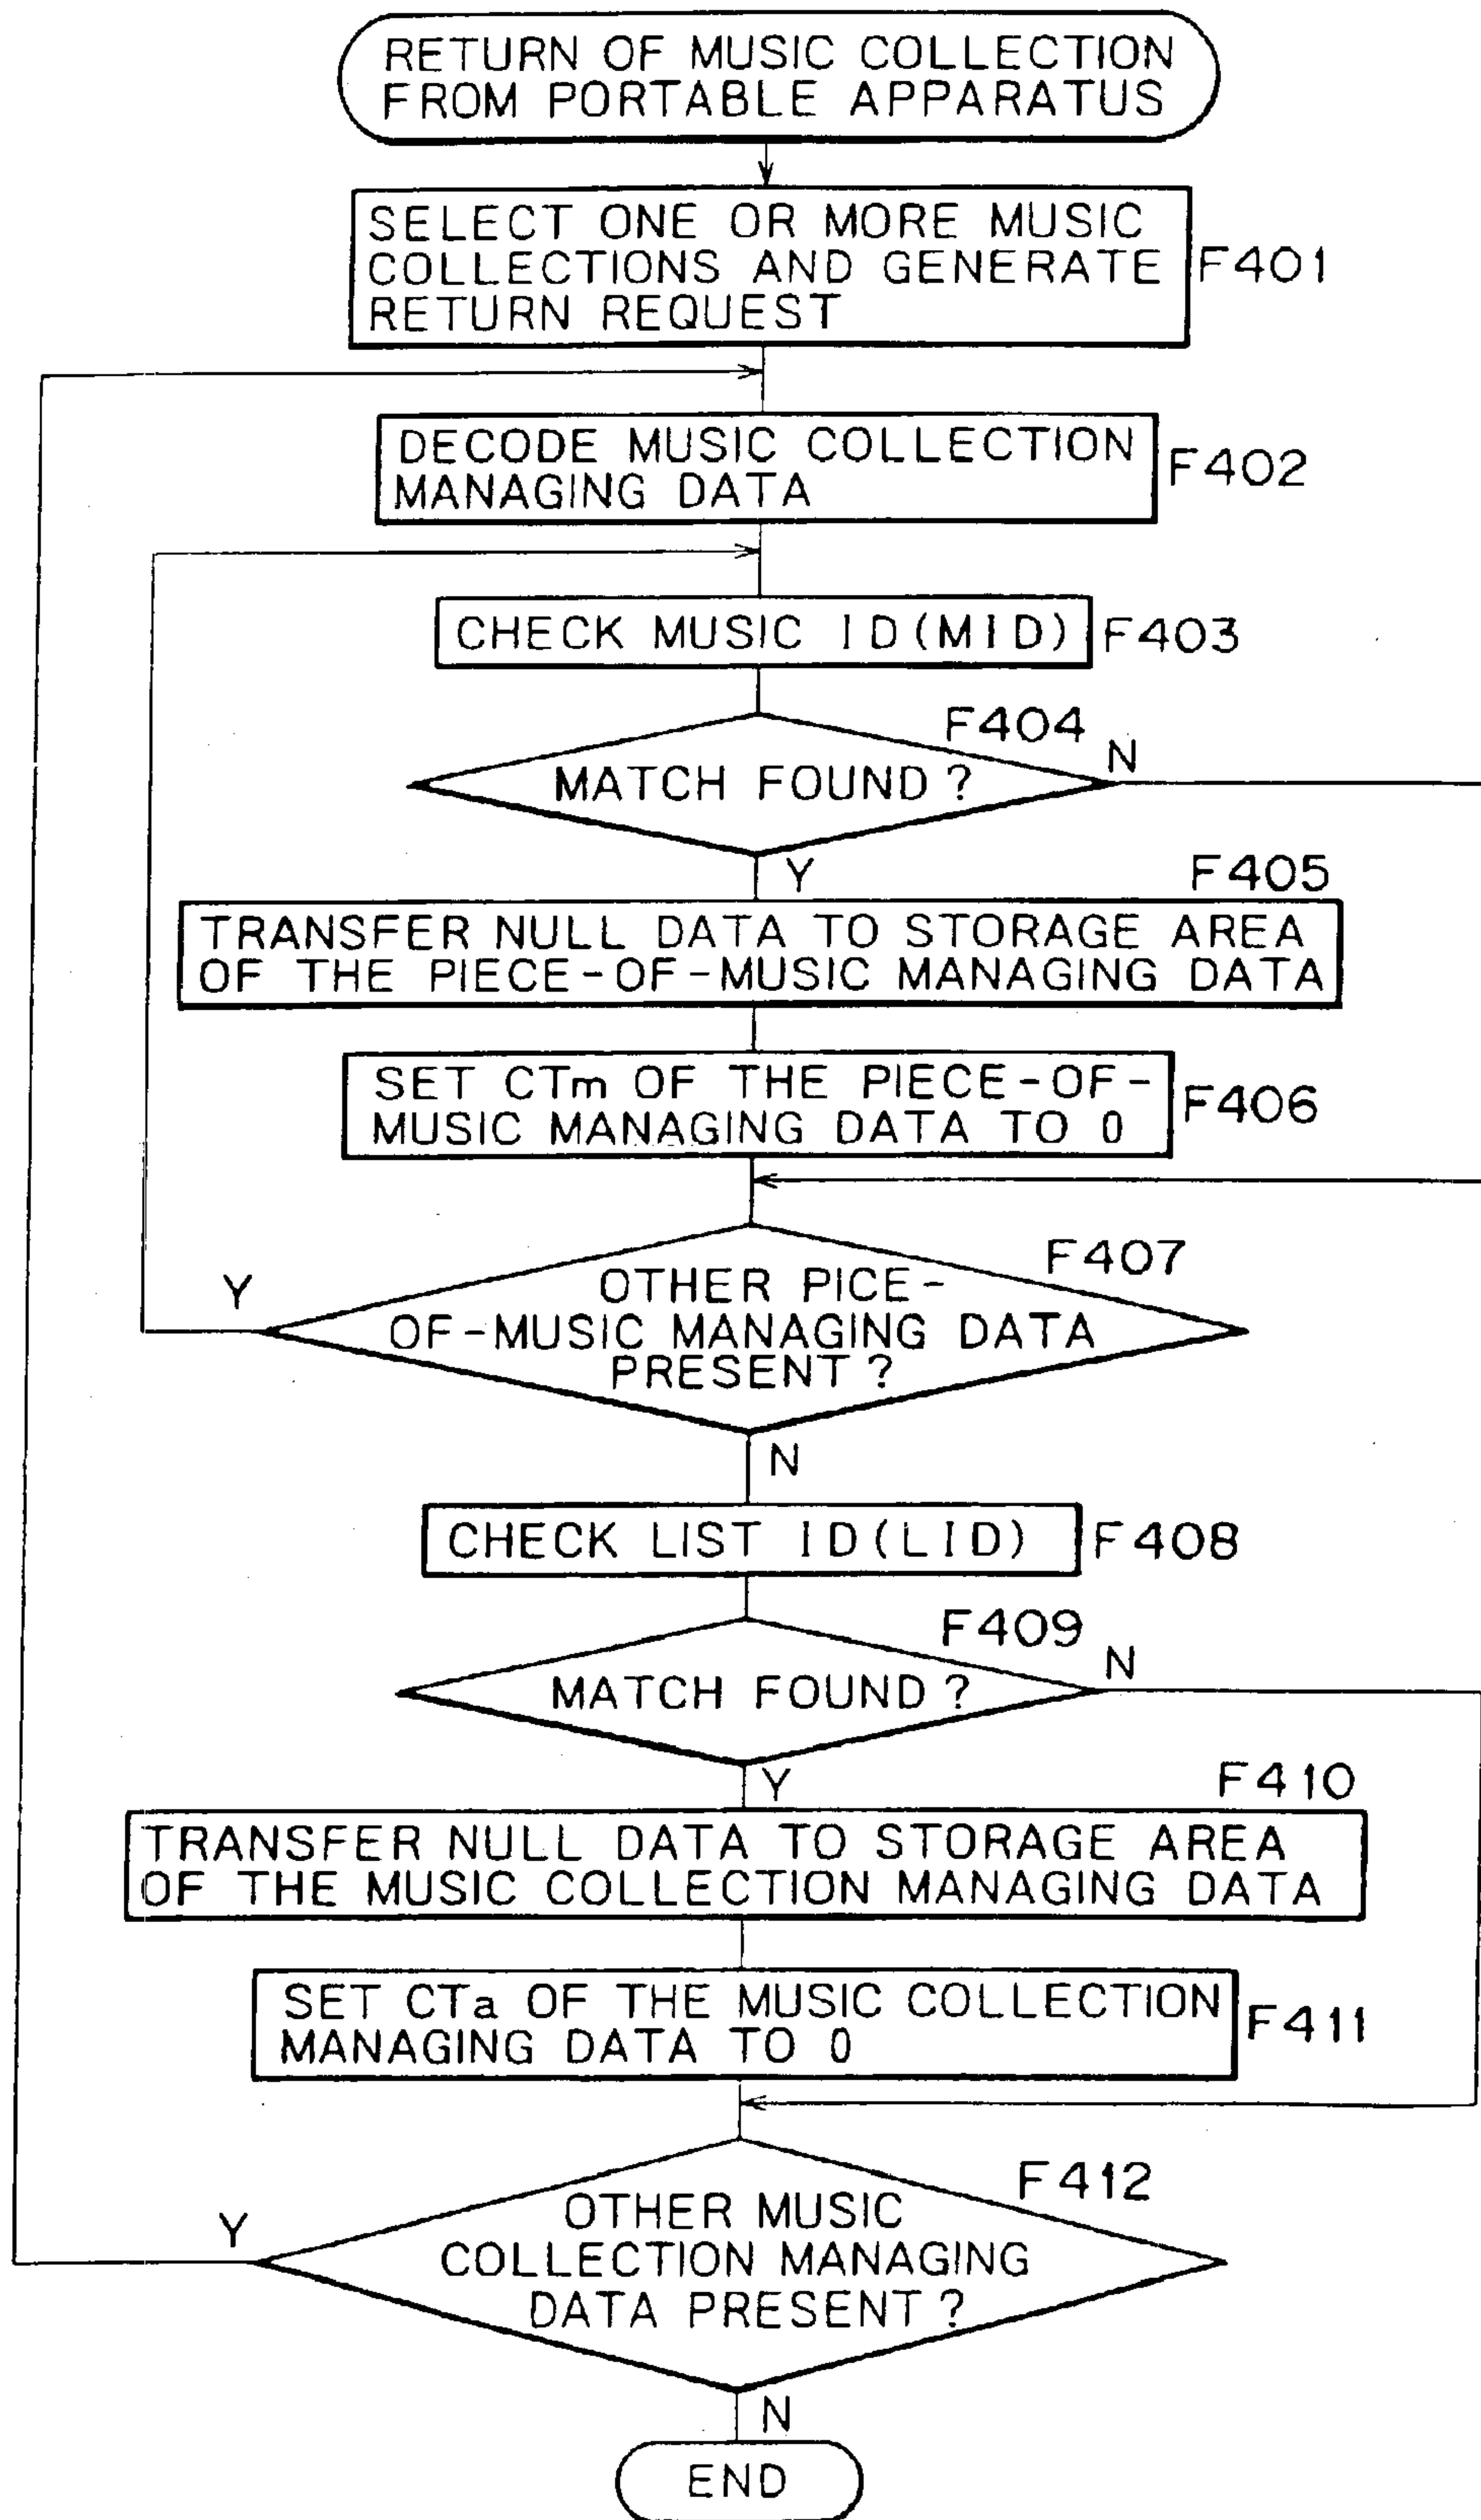 RETURN OF MUSIC COLLECTION
FROM PORTABLE APPARATUS
SELECT ONE OR MORE MUSIC
COLLECTIONS AND GENERATE
RETURN REQUEST
F401
DECODE MUSIC COLLECTION
MANAGING DATA
F402
CHECK MUSIC ID(MID)
F403
F404
MATCH FOUND?
N
Y
F405
TRANSFER NULL DATA TO STORAGE AREA
OF THE PIECE-OF-MUSIC MANAGING DATA
SET CTm OF THE PIECE-OF-
MUSIC MANAGING DATA TO 0
F406
F407
Y
OTHER PICE-
OF-MUSIC MANAGING DATA
PRESENT?
N
CHECK LIST ID(LID)
F408
F409
MATCH FOUND?
N
Y
F410
TRANSFER NULL DATA TO STORAGE AREA
OF THE MUSIC COLLECTION MANAGING DATA
SET CTa OF THE MUSIC COLLECTION
MANAGING DATA TO 0
F411
F412
Y
OTHER MUSIC
COLLECTION MANAGING
DATA PRESENT?
N
END